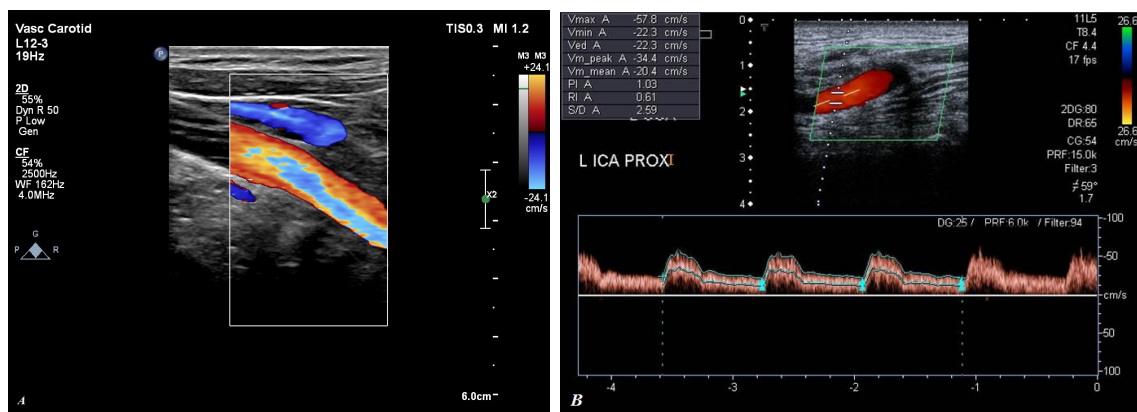 Vasc Carotid
TIS0.3 MI 1.2
L12-3
19Hz
P
M3 M3
+24.1
2D
55%
Dyn R 50
P Low
Gen
CF
54%
2500Hz
WF 162Hz
4.0MHz
x2
-24.1
cm/s
G
P R
6.0cm
A
Vmax A -57.8 cm/s
Vmin A -22.3 cm/s
Ved A -22.3 cm/s
Vm_peak A -34.4 cm/s
Vm_mean A -20.4 cm/s
PI A 1.03
RI A 0.61
S/D A 2.59
0
1
2
3
4
T
11L5
T8.4
CF 4.4
17 fps
26.6
2DG:80
DR:65
26.6
cm/s
CG:54
PRF:15.0k
Filter:3
≠59°
1.7
L ICA PROX
DG:25 / PRF:6.0k / Filter:94
-100
-50
cm/s
50
100
-4 -3 -2 -1 0
B